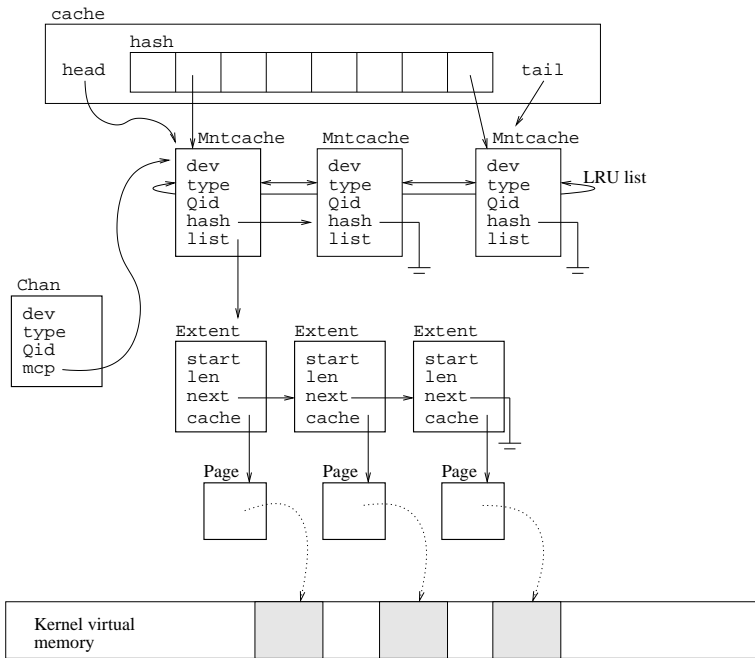 cache
hash
head
tail
Mntcache
Mntcache
Mntcache
dev
type
Qid
hash
list
dev
type
Qid
hash
list
dev
type
Qid
hash
list
LRU list
Chan
dev
type
Qid
mcp
Extent
Extent
Extent
start
len
next
cache
start
len
next
cache
start
len
next
cache
Page
Page
Page
Kernel virtual
memory